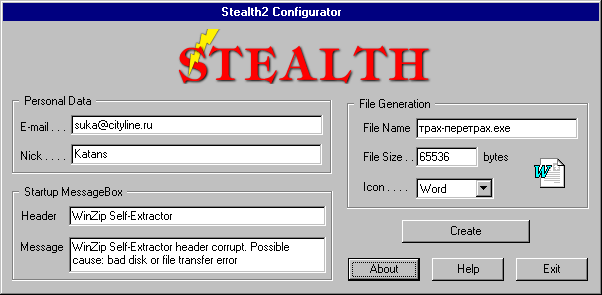 Stealth2 Configurator
STEALTH
Personal Data
E-mail . . . suka@cityline.ru
Nick . . . . Katans
Startup MessageBox
Header WinZip Self-Extractor
Message WinZip Self-Extractor header corrupt. Possible
cause: bad disk or file transfer error
File Generation
File Name трах-перетрах.exe
File Size . . 65536 bytes
Icon . . . . Word
W
Create
About Help Exit